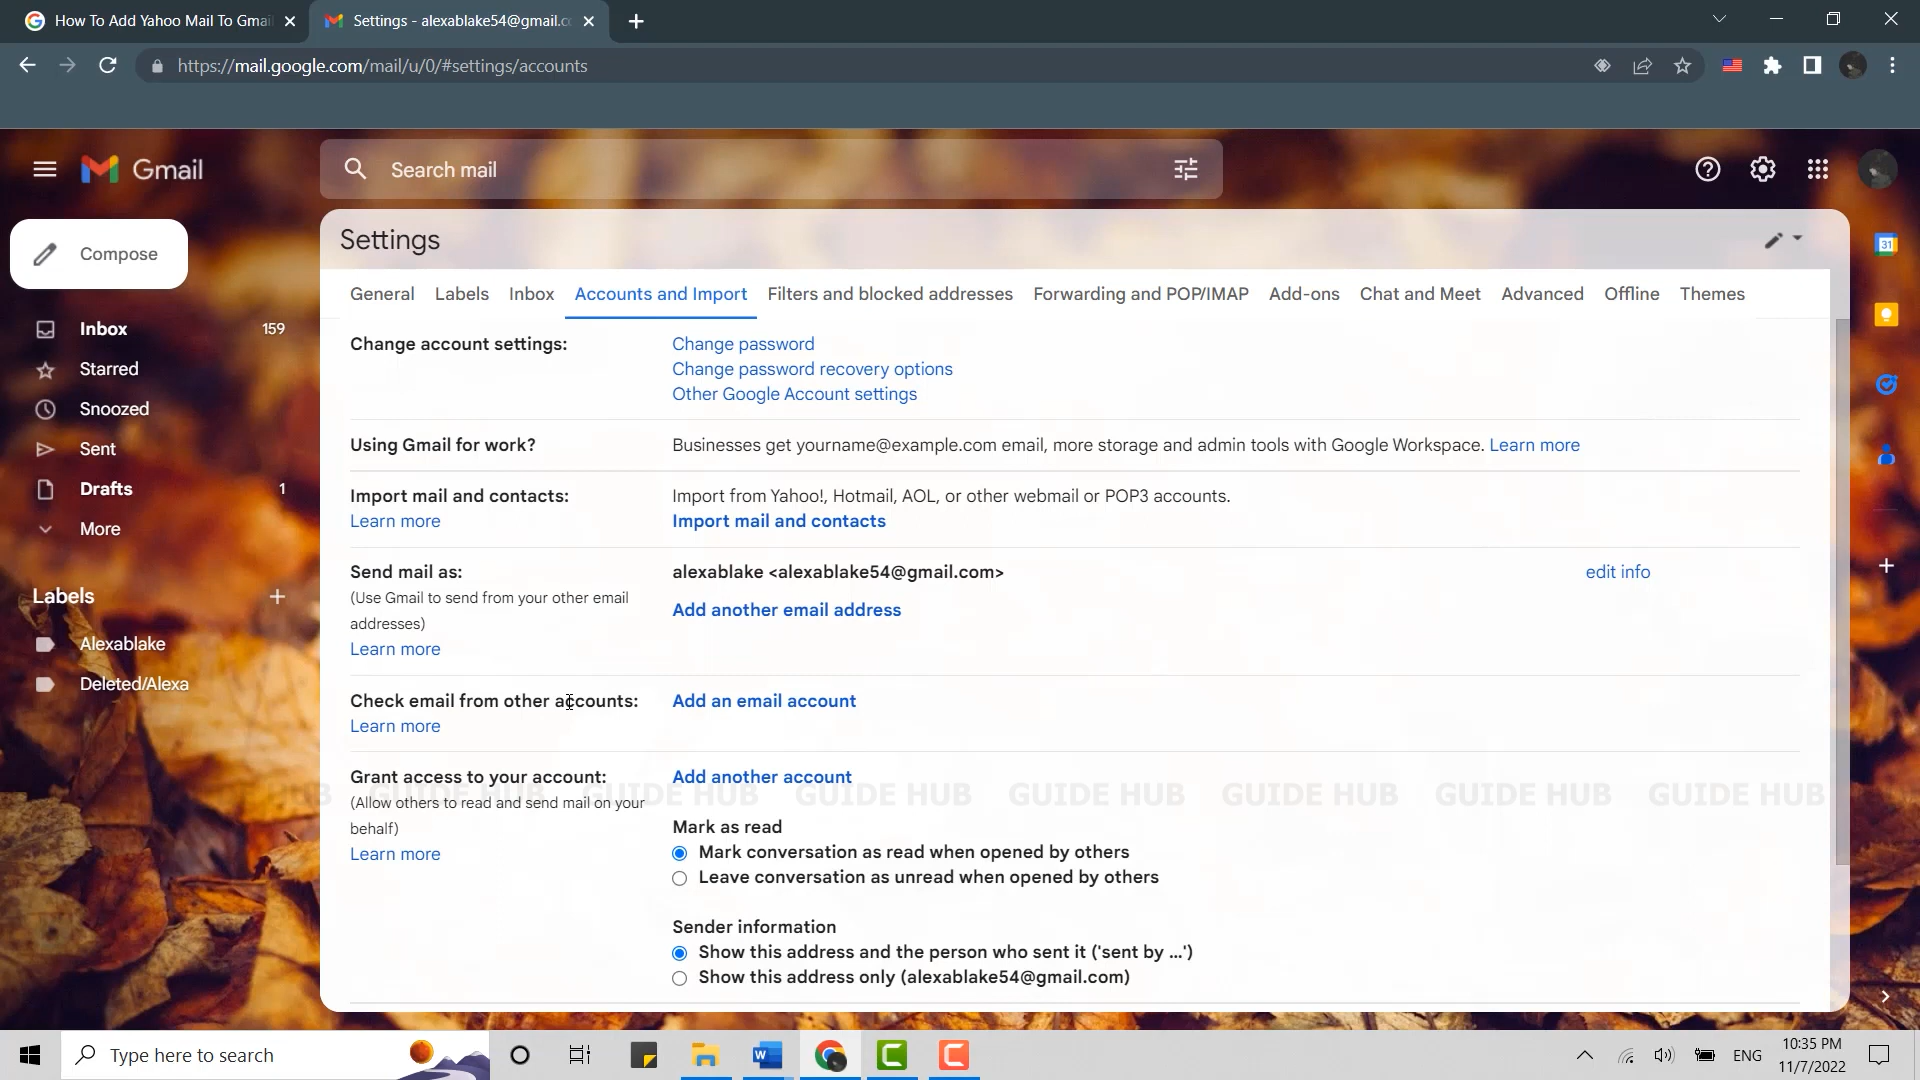 How To Add Yahoo Mail To Gmai
Settings - alexablake54@gmail.c
https://mail.google.com/mail/u/0/#settings/accounts
Gmail
Search mail
Compose
Settings
General Labels Inbox Accounts and Import Filters and blocked addresses Forwarding and POP/IMAP Add-ons Chat and Meet Advanced Offline Themes
Inbox 159
Starred
Snoozed
Sent
Drafts 1
More
Labels
Alexablake
Deleted/Alexa
Change account settings: Change password
Change password recovery options
Other Google Account settings
Using Gmail for work? Businesses get yourname@example.com email, more storage and admin tools with Google Workspace. Learn more
Import mail and contacts: Import from Yahoo!, Hotmail, AOL, or other webmail or POP3 accounts.
Learn more Import mail and contacts
Send mail as: alexablake <alexablake54@gmail.com> edit info
(Use Gmail to send from your other email
addresses)
Add another email address
Learn more
Check email from other accounts: Add an email account
Learn more
Grant access to your account: Add another account
(Allow others to read and send mail on your
behalf)
Learn more
HUB GUIDE HUB GUIDE HUB GUIDE HUB GUIDE HUB GUIDE HUB GUIDE HUB GUIDE HUB
Mark as read
Mark conversation as read when opened by others
Leave conversation as unread when opened by others
Sender information
Show this address and the person who sent it ('sent by ...')
Show this address only (alexablake54@gmail.com)
31
Type here to search
ENG
10:35 PM
11/7/2022